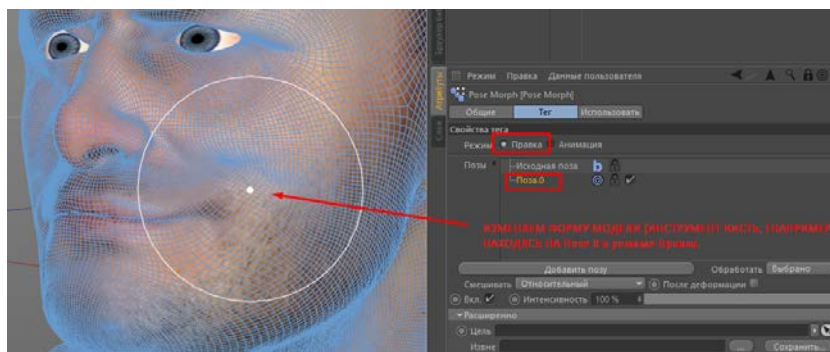 Атрибуты
Слои
Режим Правка Данные пользователя
Pose Morph [Pose Morph]
Общие Тег Использовать
Свойства тега
Режим Правка Анимация
Позы Исходная поза
Поза.0
ИЗМЕНЯЕМ ФОРМУ МОДЕЛИ (ИНСТРУМЕНТ КИСТЬ, НАПРИМЕР
НАХОДЯСЬ НА Поза 0 в режиме Правка.
Добавить позу Обработать Выбрано
Смешивать Относительный После деформации
Вкл. Интенсивность 100 %
Расширенно
Цель
Извне ... Сохранить...